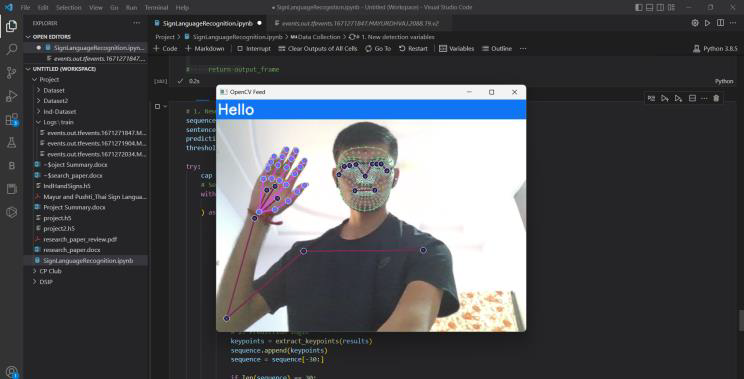 File Edit Selection View Go Run Terminal Help
● SignLanguageRecognition.ipynb - Untitled (Workspace) - Visual Studio Code
EXPLORER
OPEN EDITORS
SignLanguageRecognition.ipyn...
events.out.tfevents.1671271847....
UNTITLED (WORKSPACE)
Project
Dataset
Dataset2
Ind-Dataset
Logs\train
events.out.tfevents.1671271847.M...
events.out.tfevents.1671271904.M...
events.out.tfevents.1671272034.M...
~$oject Summary.docx
~$search_paper.docx
IndHandSigns.h5
Mayur and Pushti_Thai Sign Langua...
Project Summary.docx
project.h5
project2.h5
research_paper_review.pdf
research_paper.docx
SignLanguageRecognition.ipynb
CP Club
DSIP
SignLanguageRecognition.ipynb ●
events.out.tfevents.1671271847.MAYURDHVAJ.2088.19.v2
Project > SignLanguageRecognition.ipynb > Data Collection > # 1. New detection variables
+ Code + Markdown Interrupt Clear Outputs of All Cells Go To Restart Variables Outline ...
Python 3.8.5
# return output_frame
0.2s
Python
OpenCV Feed
Hello
# 1. New
sequence
sentence
predicti
threshol
try:
cap
# Se
with
) as
keypoints = extract_keypoints(results)
sequence.append(keypoints)
sequence = sequence[-30:]
if len(sequence) == 30: